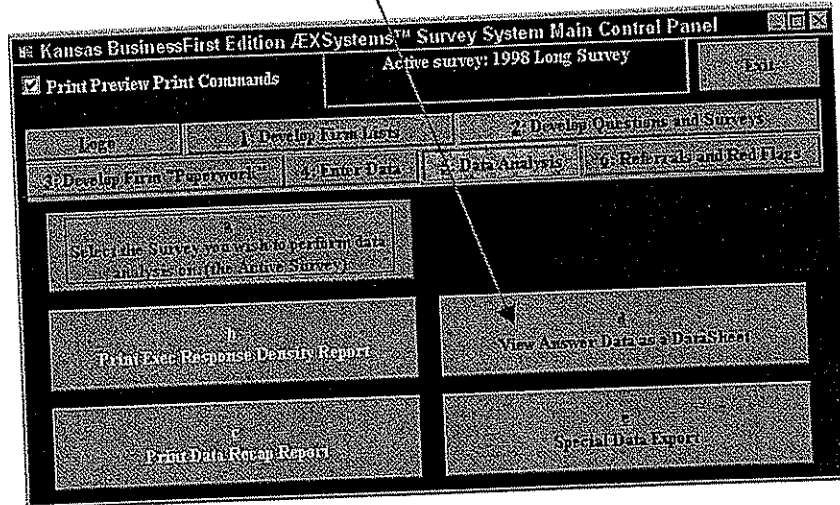 Kansas BusinessFirst Edition ÆXSystems™ Survey System Main Control Panel
Print Preview Print Commands
Active survey: 1998 Long Survey
Exit
Logo
1: Develop Firm Lists
2: Develop Questions and Surveys
3: Develop Firm "Paperwork"
4: Enter Data
5: Data Analysis
6: Referrals and Red Flags
a
Select the Survey you wish to perform data
analysis on (the Active Survey)
b
Print Exec Response Density Report
d
View Answer Data as a DataSheet
c
Print Data Recap Report
e
Special Data Export